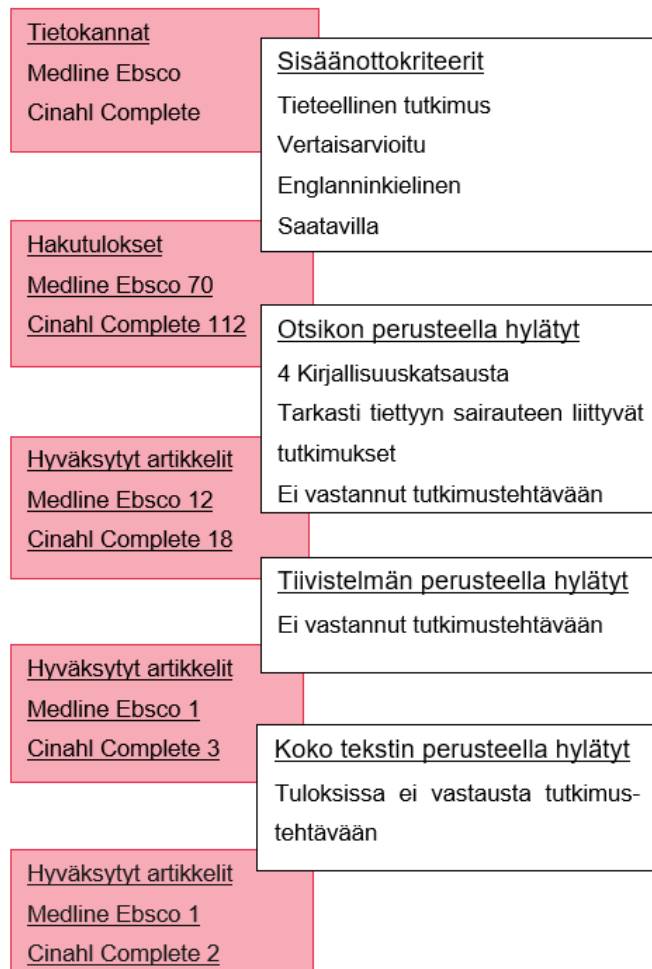 Tietokannat
Medline Ebsco
Cinahl Complete
Sisäänottokriteerit
Tieteellinen tutkimus
Vertaisarvioitu
Englanninkielinen
Saatavilla
Hakutulokset
Medline Ebsco 70
Cinahl Complete 112
Otsikon perusteella hylätyt
4 Kirjallisuuskatsausta
Tarkasti tiettyyn sairauteen liittyvät
tutkimukset
Ei vastannut tutkimustehtävään
Hyväksytyt artikkelit
Medline Ebsco 12
Cinahl Complete 18
Tiivistelmän perusteella hylätyt
Ei vastannut tutkimustehtävään
Hyväksytyt artikkelit
Medline Ebsco 1
Cinahl Complete 3
Koko tekstin perusteella hylätyt
Tuloksissa ei vastausta tutkimus-
tehtävään
Hyväksytyt artikkelit
Medline Ebsco 1
Cinahl Complete 2